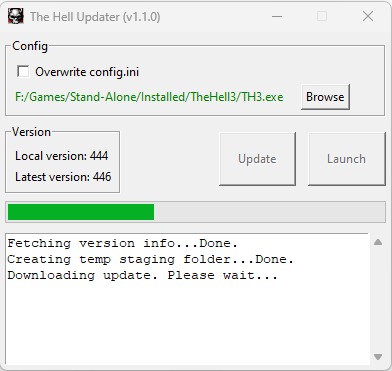 The Hell Updater (v1.1.0)
Config
Overwrite config.ini
F:/Games/Stand-Alone/Installed/TheHell3/TH3.exe
Browse
Version
Local version: 444
Latest version: 446
Update
Launch
Fetching version info...Done.
Creating temp staging folder...Done.
Downloading update. Please wait...